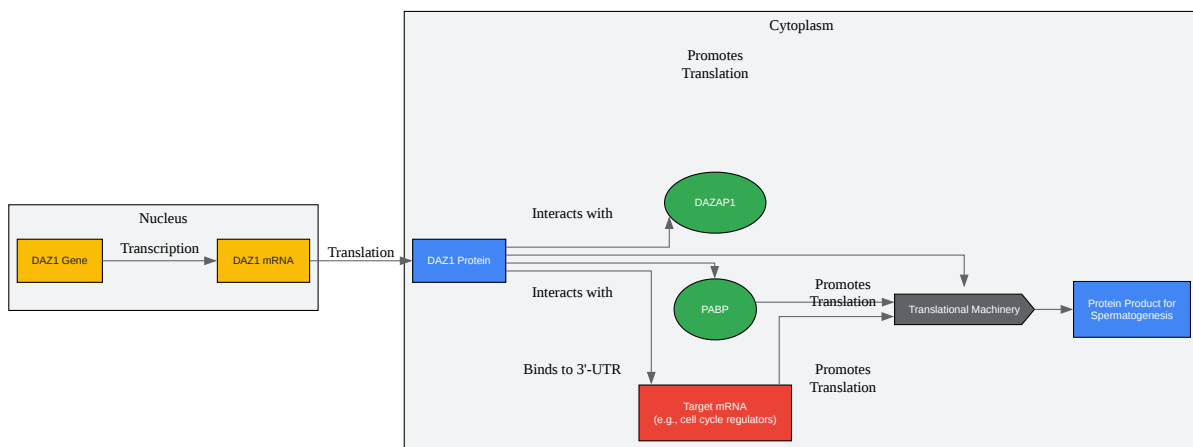 Cytoplasm
Promotes
Translation
DAZAP1
Interacts with
Nucleus
DAZ1 Gene
Transcription
DAZ1 mRNA
Translation
DAZ1 Protein
Interacts with
PABP
Promotes
Translation
Translational Machinery
Protein Product for
Spermatogenesis
Binds to 3'-UTR
Promotes
Translation
Target mRNA
(e.g., cell cycle regulators)